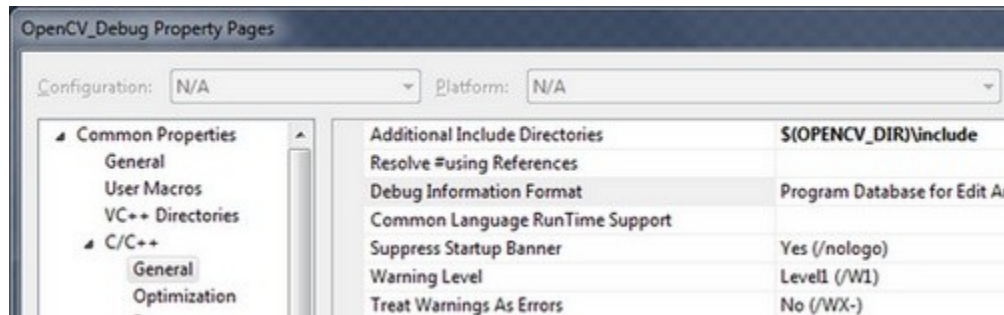 OpenCV_Debug Property Pages
Configuration: N/A Platform: N/A
Common Properties
General
User Macros
VC++ Directories
C/C++
General
Optimization
Additional Include Directories $(OPENCV_DIR)\include
Resolve #using References
Debug Information Format Program Database for Edit
Common Language RunTime Support
Suppress Startup Banner Yes (/nologo)
Warning Level Level1 (/W1)
Treat Warnings As Errors No (/WX-)